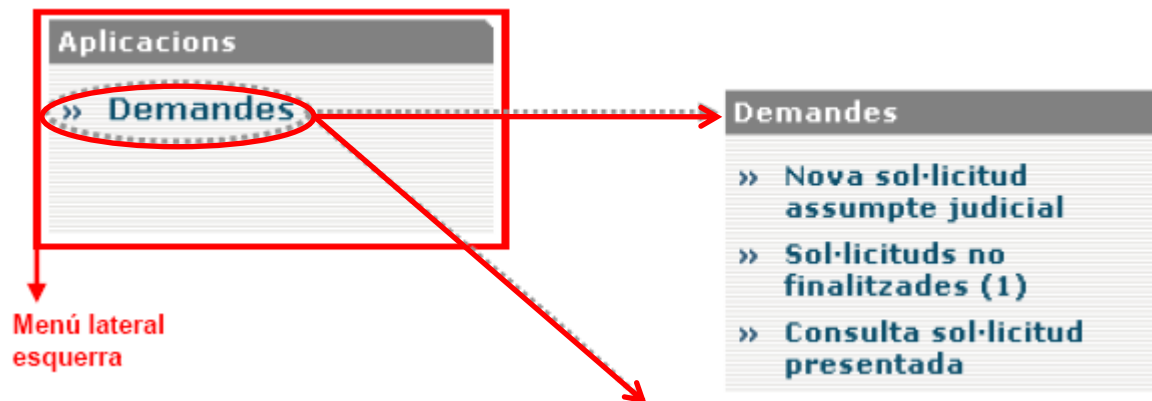 Aplicacions
» Demandes
Menú lateral
esquerra
Demandes
» Nova sol·licitud
assumpte judicial
» Sol·licituds no
finalitzades (1)
» Consulta sol·licitud
presentada